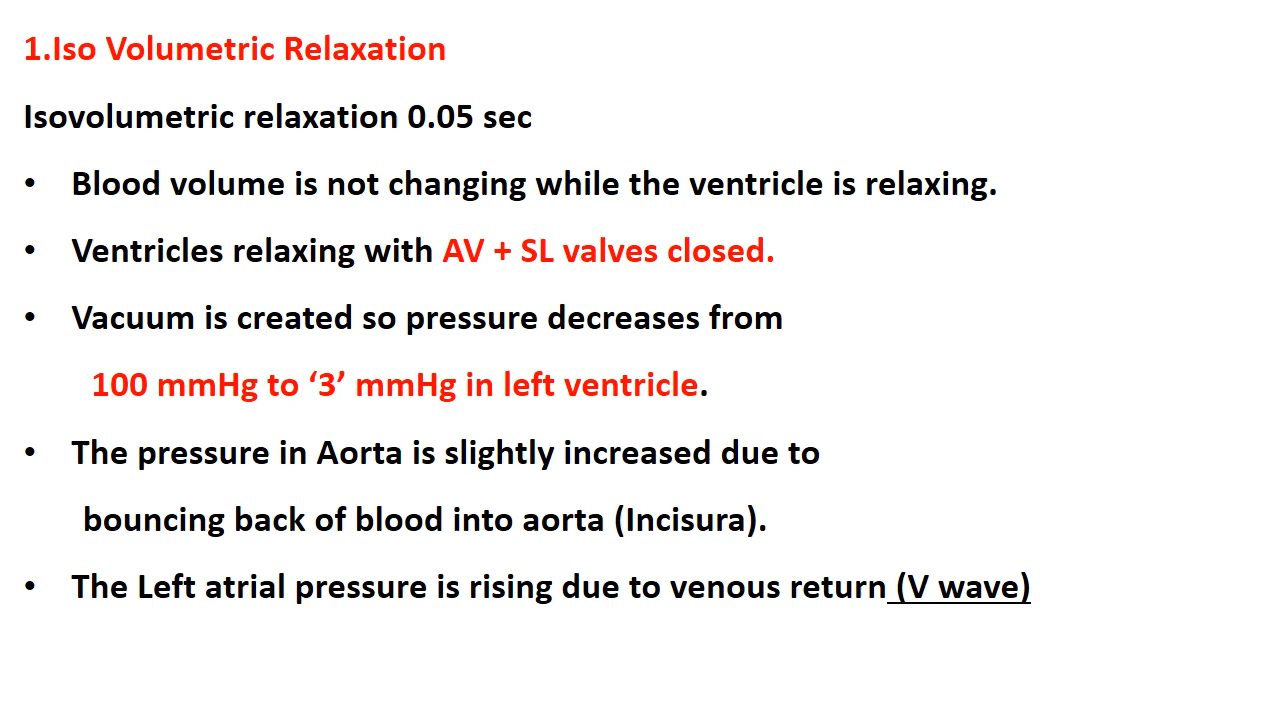 1.Iso Volumetric Relaxation
Isovolumetric relaxation 0.05 sec
• Blood volume is not changing while the ventricle is relaxing.
• Ventricles relaxing with AV + SL valves closed.
• Vacuum is created so pressure decreases from
100 mmHg to ‘3’ mmHg in left ventricle.
• The pressure in Aorta is slightly increased due to
bouncing back of blood into aorta (Incisura).
• The Left atrial pressure is rising due to venous return (V wave)